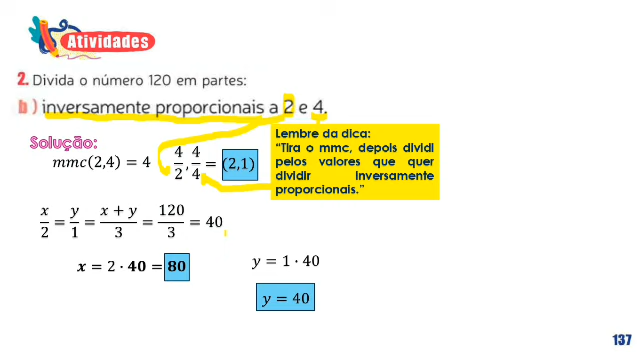 Atividades
2. Divida o número 120 em partes:
b) inversamente proporcionais a 2 e 4.
Solução:
mmc(2,4) = 4
4/2, 4/4 = (2,1)
Lembre da dica:
“Tira o mmc, depois dividi
pelos valores que quer
dividir inversamente
proporcionais.”
x/2 = y/1 = (x + y)/3 = 120/3 = 40
x = 2 · 40 = 80
y = 1 · 40
y = 40
137